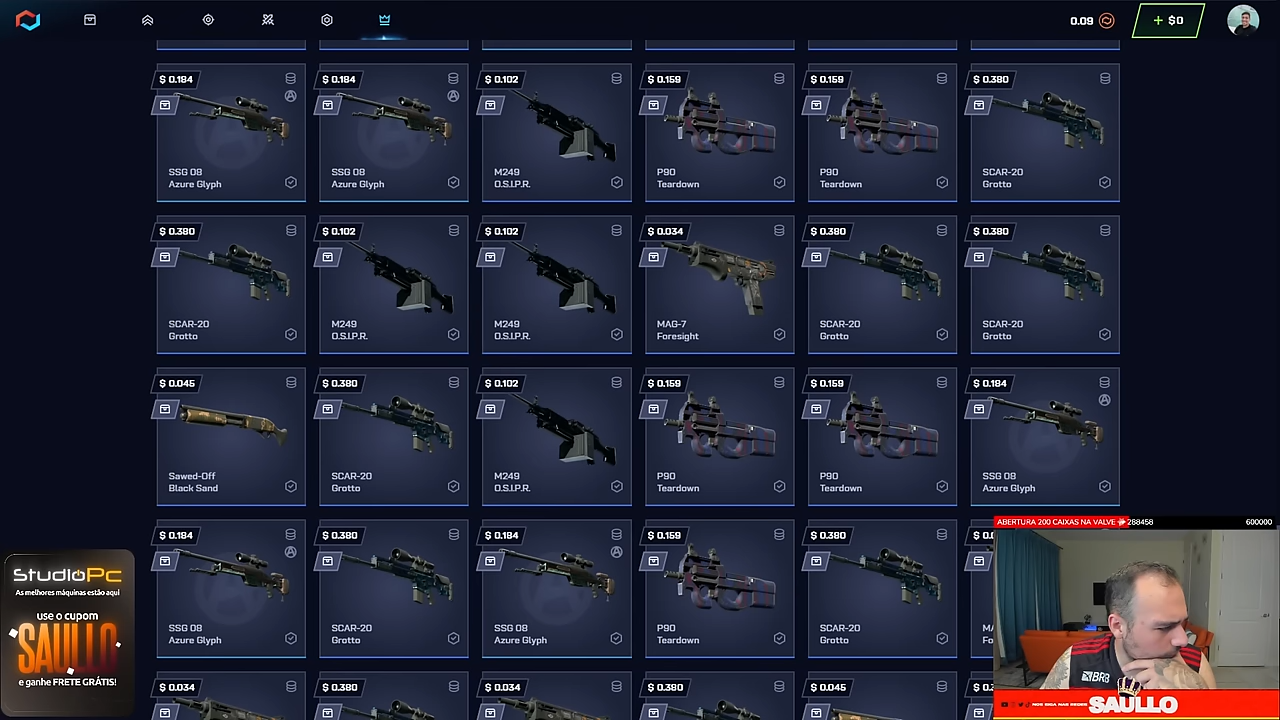 0.09
+ $0
$ 0.184
$ 0.184
$ 0.102
$ 0.159
$ 0.159
$ 0.380
SSG 08
Azure Glyph
SSG 08
Azure Glyph
M249
O.S.I.P.R.
P90
Teardown
P90
Teardown
SCAR-20
Grotto
$ 0.380
$ 0.102
$ 0.102
$ 0.034
$ 0.380
$ 0.380
SCAR-20
Grotto
M249
O.S.I.P.R.
M249
O.S.I.P.R.
MAG-7
Foresight
SCAR-20
Grotto
SCAR-20
Grotto
$ 0.045
$ 0.380
$ 0.102
$ 0.159
$ 0.159
$ 0.184
Sawed-Off
Black Sand
SCAR-20
Grotto
M249
O.S.I.P.R.
P90
Teardown
P90
Teardown
SSG 08
Azure Glyph
$ 0.184
$ 0.380
$ 0.184
$ 0.159
$ 0.380
SSG 08
Azure Glyph
SCAR-20
Grotto
SSG 08
Azure Glyph
P90
Teardown
SCAR-20
Grotto
$ 0.034
$ 0.380
$ 0.034
$ 0.380
$ 0.045
ABERTURA 200 CAIXAS NA VALVE 288458 600000
BRB
NOS SIGA NAS REDES SAULLO
StudioPc
As melhores máquinas estão aqui
use o cupom
SAULLO
e ganhe FRETE GRÁTIS!